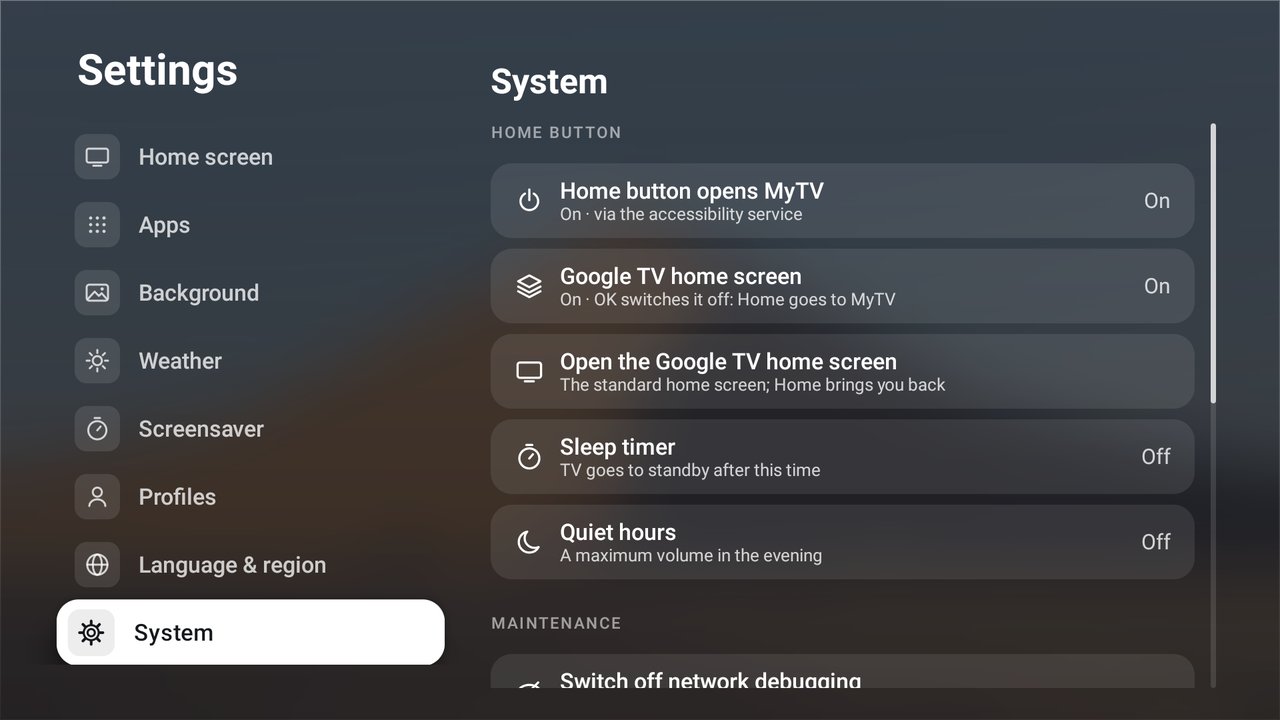 Settings
Home screen
Apps
Background
Weather
Screensaver
Profiles
Language & region
System
System
HOME BUTTON
Home button opens MyTV
On · via the accessibility service
On
Google TV home screen
On · OK switches it off: Home goes to MyTV
On
Open the Google TV home screen
The standard home screen; Home brings you back
Sleep timer
TV goes to standby after this time
Off
Quiet hours
A maximum volume in the evening
Off
MAINTENANCE
Switch off network debugging